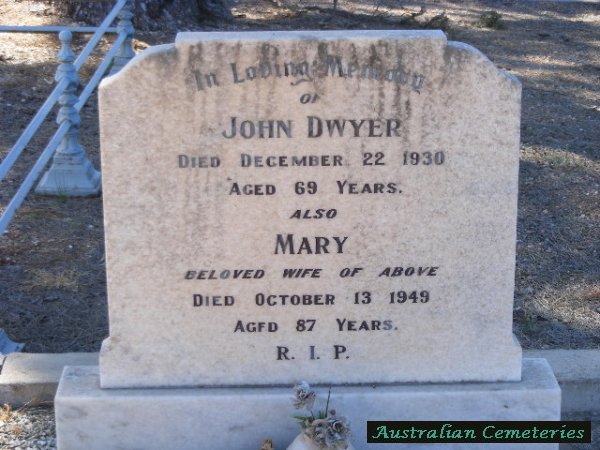 In Loving Memory
OF
JOHN DWYER
DIED DECEMBER 22 1930
AGED 69 YEARS.
ALSO
MARY
BELOVED WIFE OF ABOVE
DIED OCTOBER 13 1949
AGED 87 YEARS.
R. I. P.
Australian Cemeteries